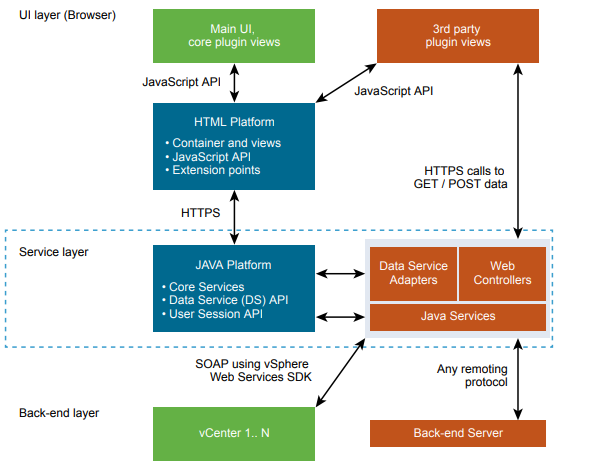 UI layer (Browser)
Main UI,
core plugin views
3rd party
plugin views
JavaScript API
JavaScript API
HTML Platform
• Container and views
• JavaScript API
• Extension points
HTTPS calls to
GET / POST data
HTTPS
Service layer
JAVA Platform
• Core Services
• Data Service (DS) API
• User Session API
Data Service
Adapters
Web
Controllers
Java Services
SOAP using vSphere
Web Services SDK
Any remoting
protocol
Back-end layer
vCenter 1.. N
Back-end Server